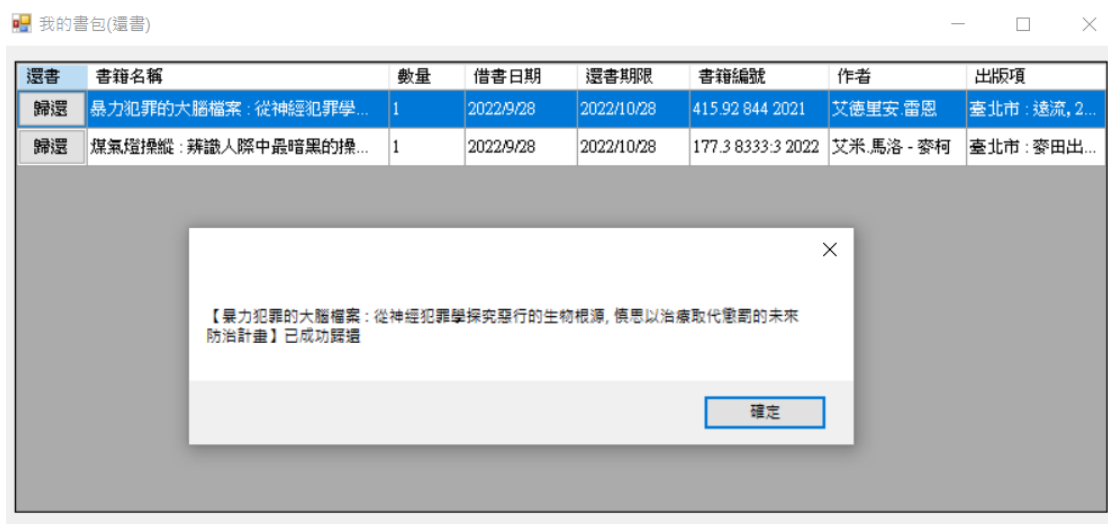 我的書包(還書)
還書 書籍名稱 數量 借書日期 還書期限 書籍編號 作者 出版項
歸還 暴力犯罪的大腦檔案 : 從神經犯罪學... 1 2022/9/28 2022/10/28 415.92 844 2021 艾德里安.雷恩 臺北市 : 遠流, 2...
歸還 煤氣燈操縱 : 辨識人際中最暗黑的操... 1 2022/9/28 2022/10/28 177.3 8333:3 2022 艾米.馬洛 - 麥柯 臺北市 : 麥田出...
【暴力犯罪的大腦檔案 : 從神經犯罪學探究惡行的生物根源, 慎思以治療取代懲罰的未來
防治計畫】已成功歸還
確定